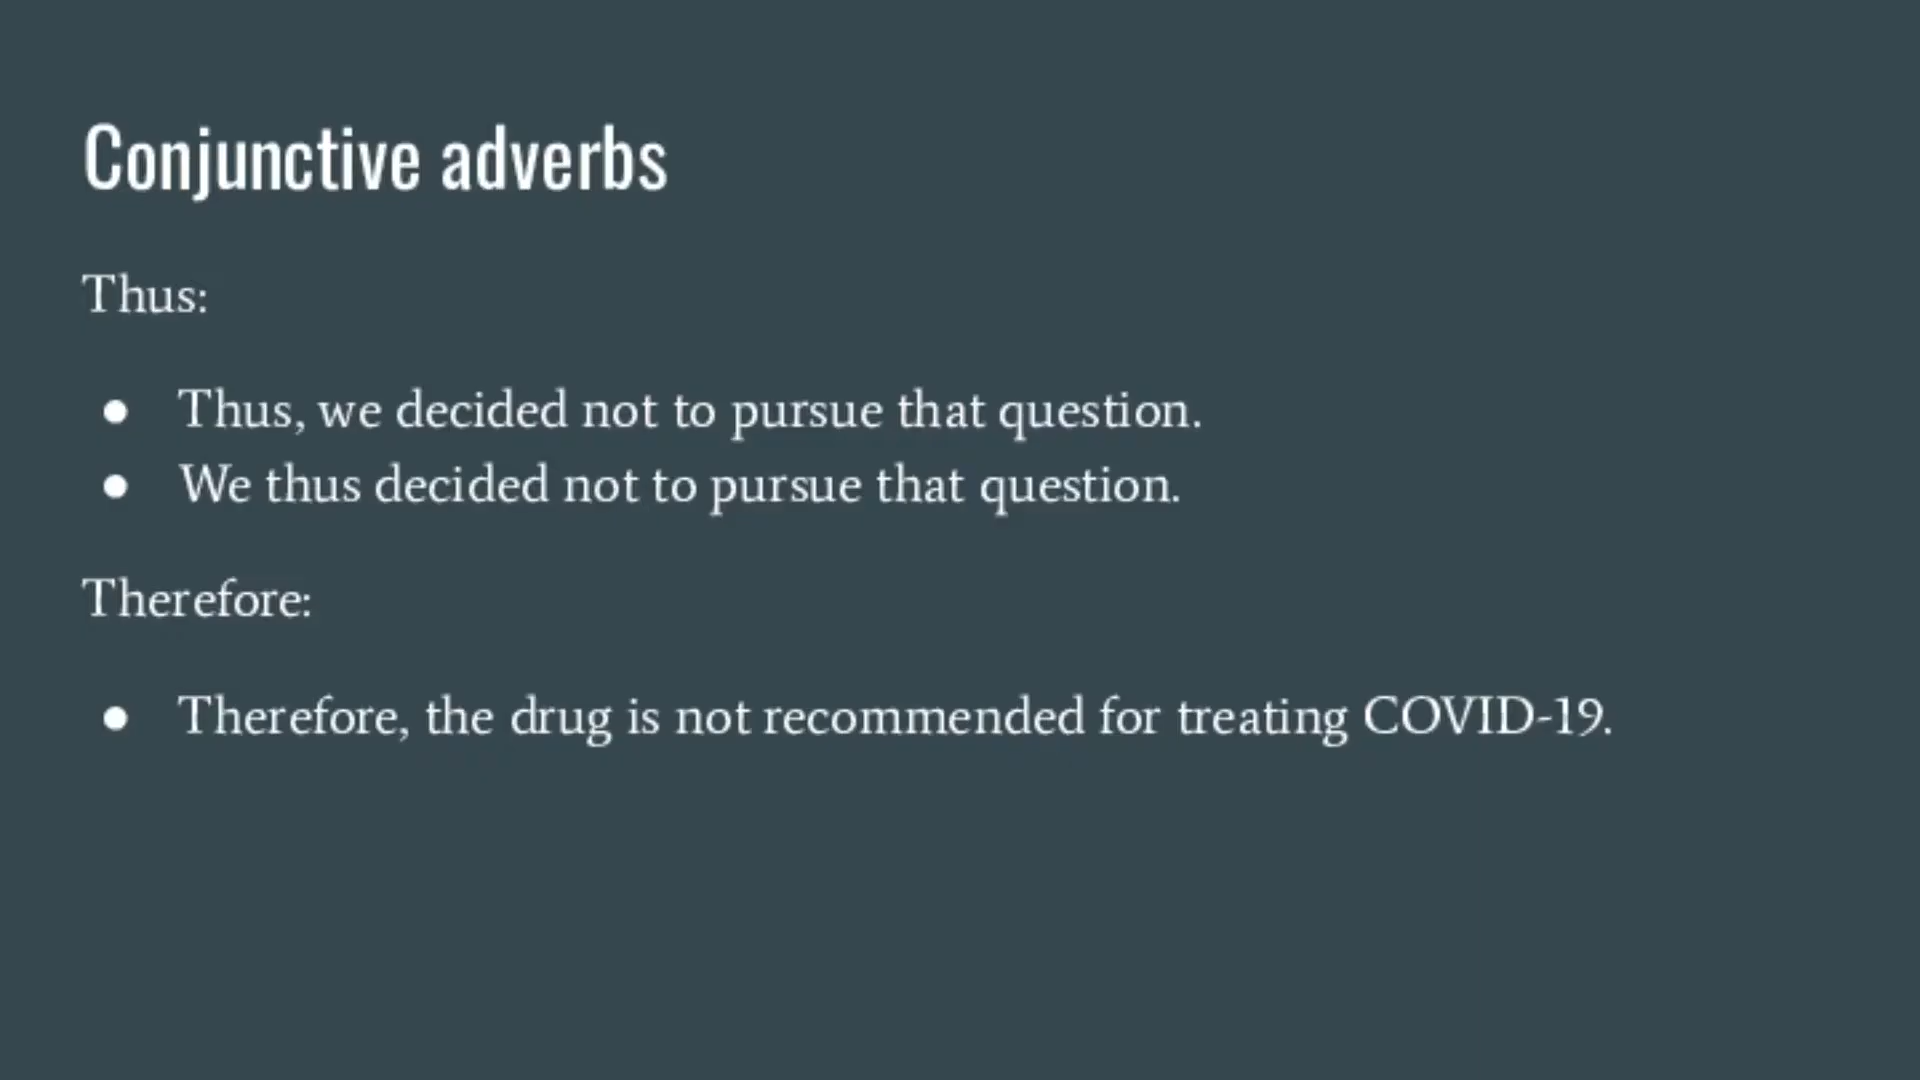 Conjunctive adverbs
Thus:
● Thus, we decided not to pursue that question.
● We thus decided not to pursue that question.
Therefore:
● Therefore, the drug is not recommended for treating COVID-19.